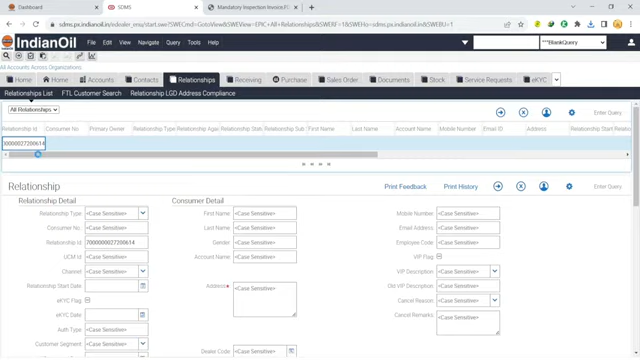 Dashboard
SDMS
Mandatory Inspection Invoice.P
sdms.px.indianoil.in/edealer_enu/start.swe?SWECmd=GotoView&SWEView=EPIC+All+Relationships&SWERF=1&SWEHo=sdms.px.indianoil.in&SWEBU=1
IndianOil
File Edit View Navigate Query Tools Help
**Blank
Query
All Accounts Across Organizations
Home Home Accounts Contacts Relationships Receiving Purchase Sales Order Documents Stock Service Requests eKYC
Relationships List FTL Customer Search Relationship LGD Address Compliance
All Relationships
Enter Query
Relationship Id Consumer No Primary Owner Relationship Type Relationship Agai Relationship Stat Relationship Sub First Name Last Name Account Name Mobile Number Email ID Address Relationship Start Relation
7000000027200614
Relationship
Print Feedback Print History Enter Query
Relationship Detail Consumer Detail
Relationship Type: <Case Sensitive> First Name: <Case Sensitive> Mobile Number: <Case Sensitive>
Consumer No: <Case Sensitive> Last Name: <Case Sensitive> Email Address: <Case Sensitive>
Relationship Id: 7000000027200614 Gender: <Case Sensitive> Employee Code: <Case Sensitive>
UCM Id: <Case Sensitive> Account Name: <Case Sensitive> VIP Flag:
Channel: <Case Sensitive> VIP Description: <Case Sensitive>
Relationship Start Date: Address:* <Case Sensitive> Old VIP Description: <Case Sensitive>
eKYC Flag: Cancel Reason: <Case Sensitive>
eKYC Date: Cancel Remarks: <Case Sensitive>
Auth Type: <Case Sensitive>
Customer Segment: <Case Sensitive> Dealer Code: <Case Sensitive>